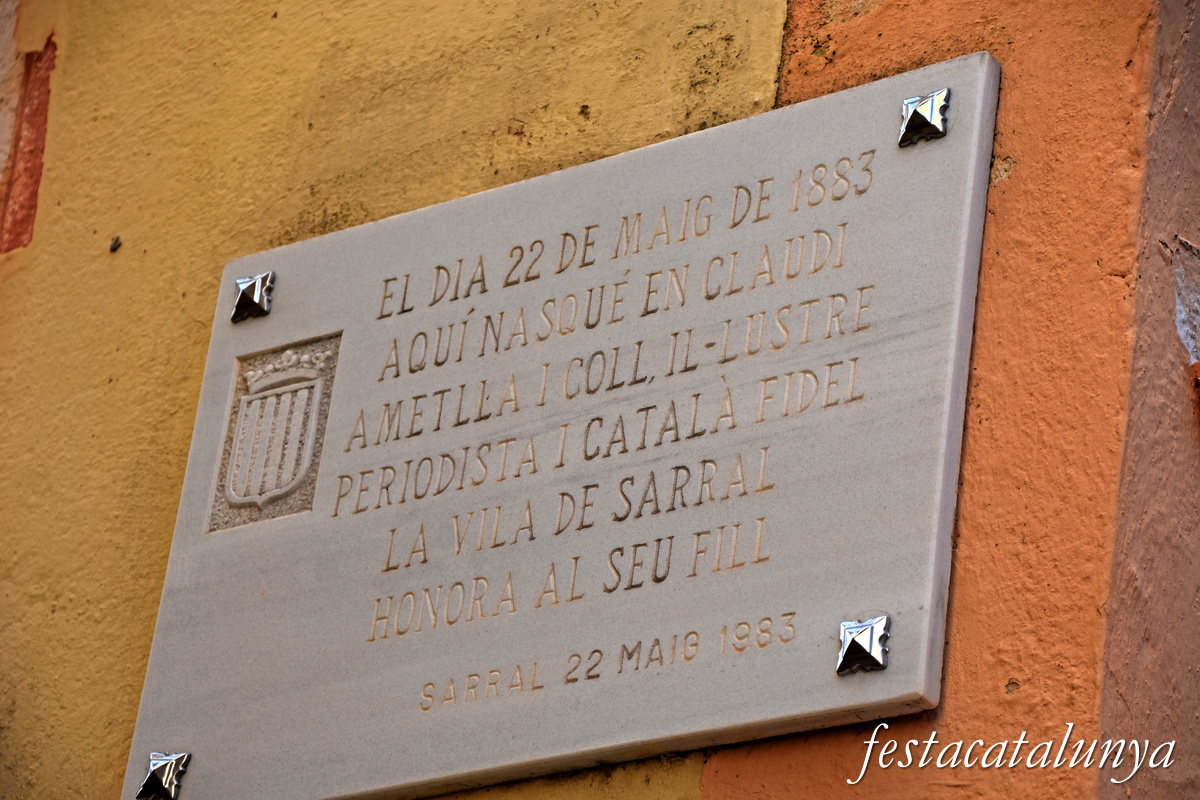 EL DIA 22 DE MAIG DE 1883
AQUÍ NASQUÉ EN CLAUDI
AMETLĿA I COLL, IL-LUSTRE
PERIODISTA I CATALÀ FIDEL
LA VILA DE SARRAL
HONORA AL SEU FILL
SARRAL 22 MAIG 1983
festacatalunya